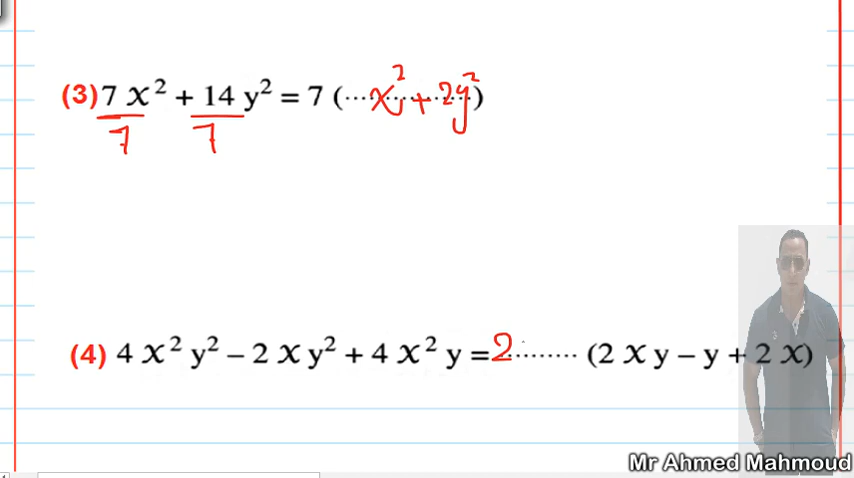 (3) 7 x² + 14 y² = 7 (...x² + 2y²...)
7 7
(4) 4 x² y² – 2 x y² + 4 x² y = 2........ (2 x y – y + 2 x)
Mr Ahmed Mahmoud